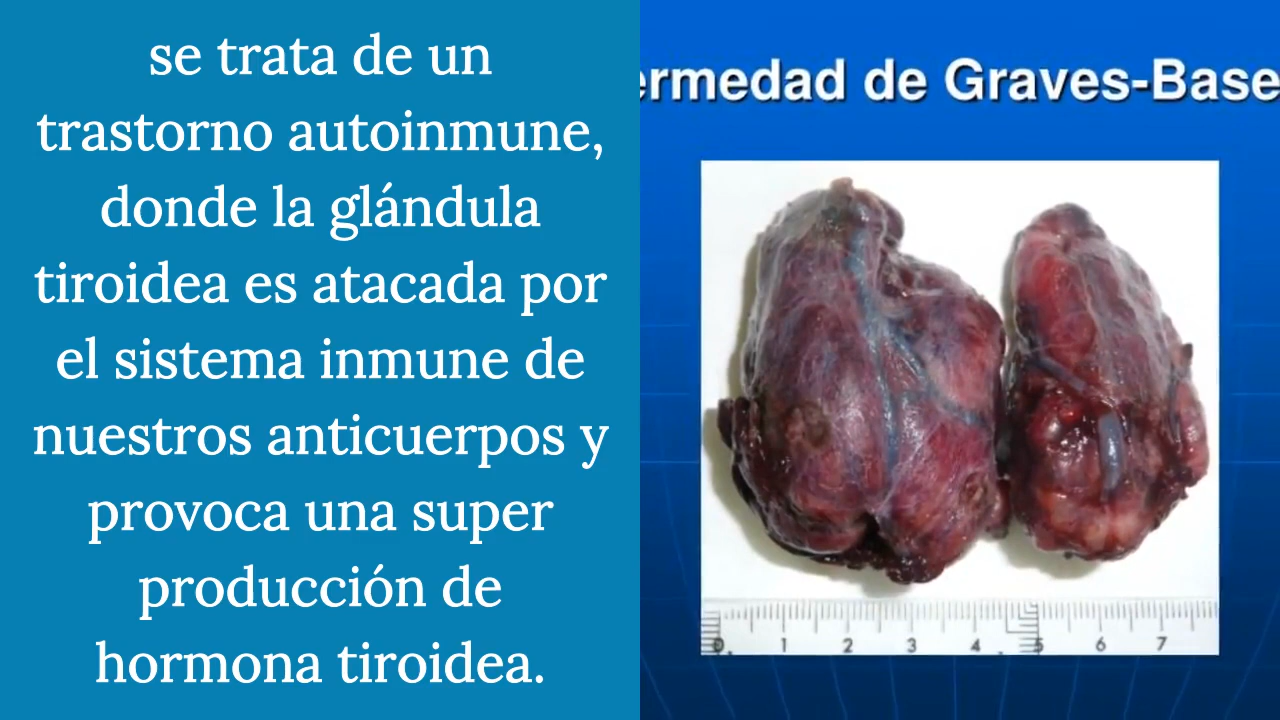 se trata de un
trastorno autoinmune,
donde la glándula
tiroidea es atacada por
el sistema inmune de
nuestros anticuerpos y
provoca una super
producción de
hormona tiroidea.
ermedad de Graves-Base
0 1 2 3 4 5 6 7